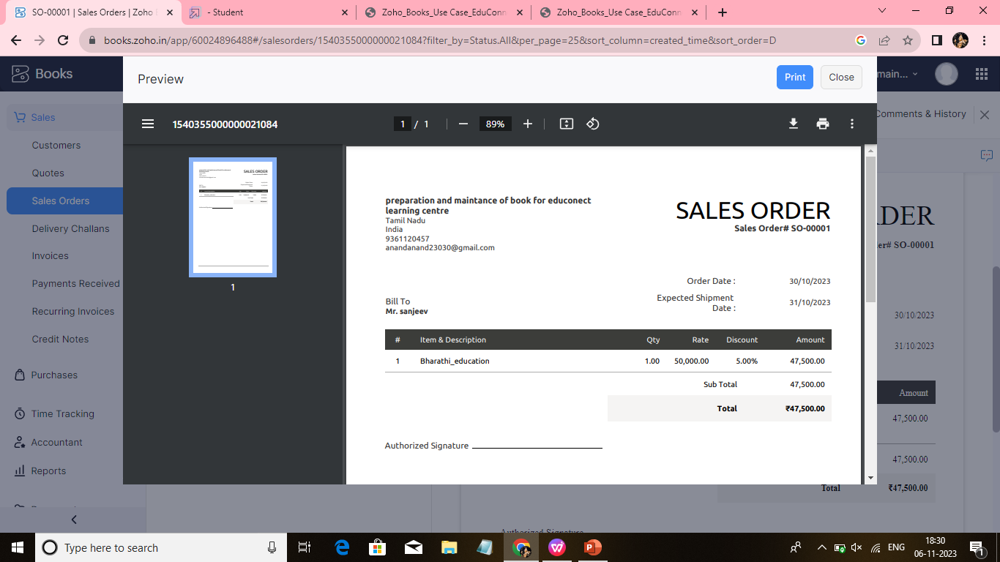 SO-00001 | Sales Orders | Zoho
- Student
Zoho_Books_Use Case_EduConn
Zoho_Books_Use Case_EduConn
books.zoho.in/app/60024896488#/salesorders/1540355000000021084?filter_by=Status.All&per_page=25&sort_column=created_time&sort_order=D
Books
Preview
Print
Close
main...
Sales
Customers
Quotes
Sales Orders
Delivery Challans
Invoices
Payments Received
Recurring Invoices
Credit Notes
Purchases
Time Tracking
Accountant
Reports
1540355000000021084
1 / 1
89%
Comments & History
1
preparation and maintance of book for educonect
learning centre
Tamil Nadu
India
9361120457
anandanand23030@gmail.com
SALES ORDER
Sales Order# SO-00001
Order Date : 30/10/2023
Expected Shipment
Date : 31/10/2023
Bill To
Mr. sanjeev
# Item & Description Qty Rate Discount Amount
1 Bharathi_education 1.00 50,000.00 5.00% 47,500.00
Sub Total 47,500.00
Total ₹47,500.00
Authorized Signature
DER
er# SO-00001
30/10/2023
31/10/2023
Amount
47,500.00
47,500.00
Total ₹47,500.00
Type here to search
ENG
18:30
06-11-2023
1